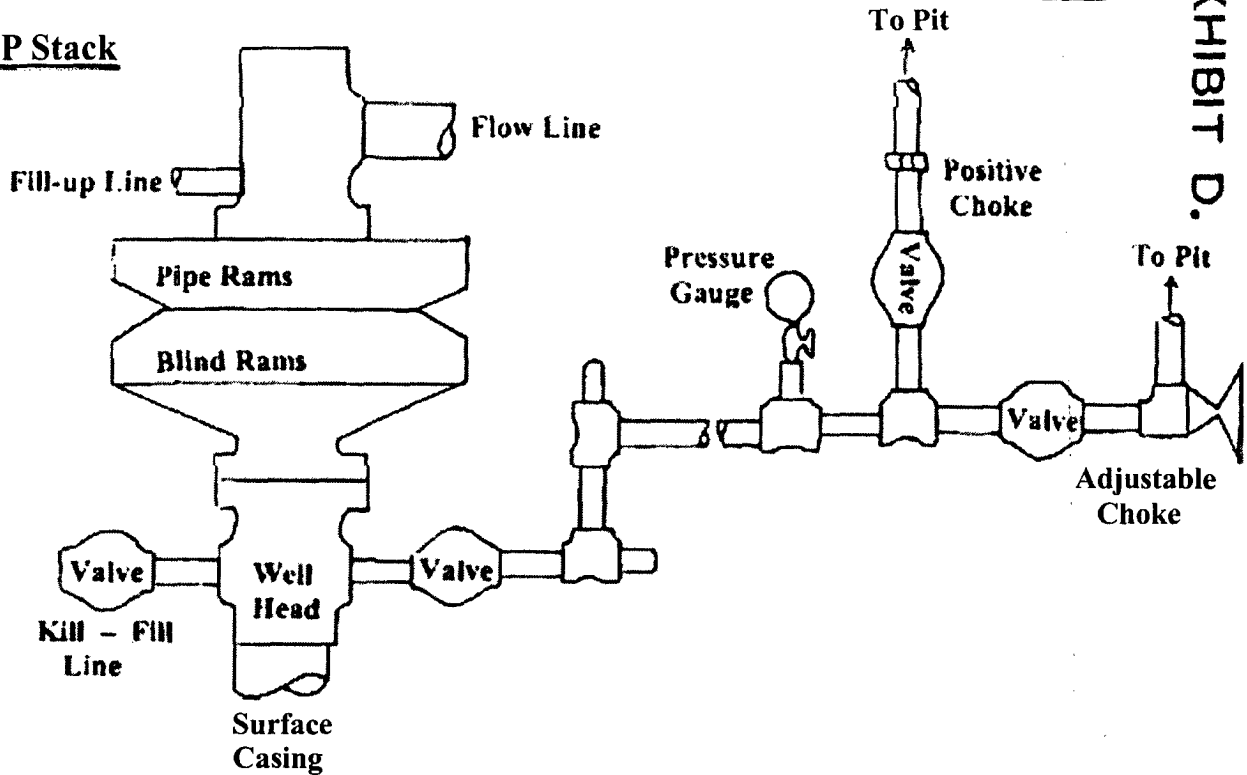 P Stack
XHIBIT D.
To Pit
Flow Line
Fill-up Line
Positive
Choke
Valve
Pressure
Gauge
To Pit
Pipe Rams
Blind Rams
Valve
Adjustable
Choke
Valve
Well
Head
Valve
Kill – Fill
Line
Surface
Casing